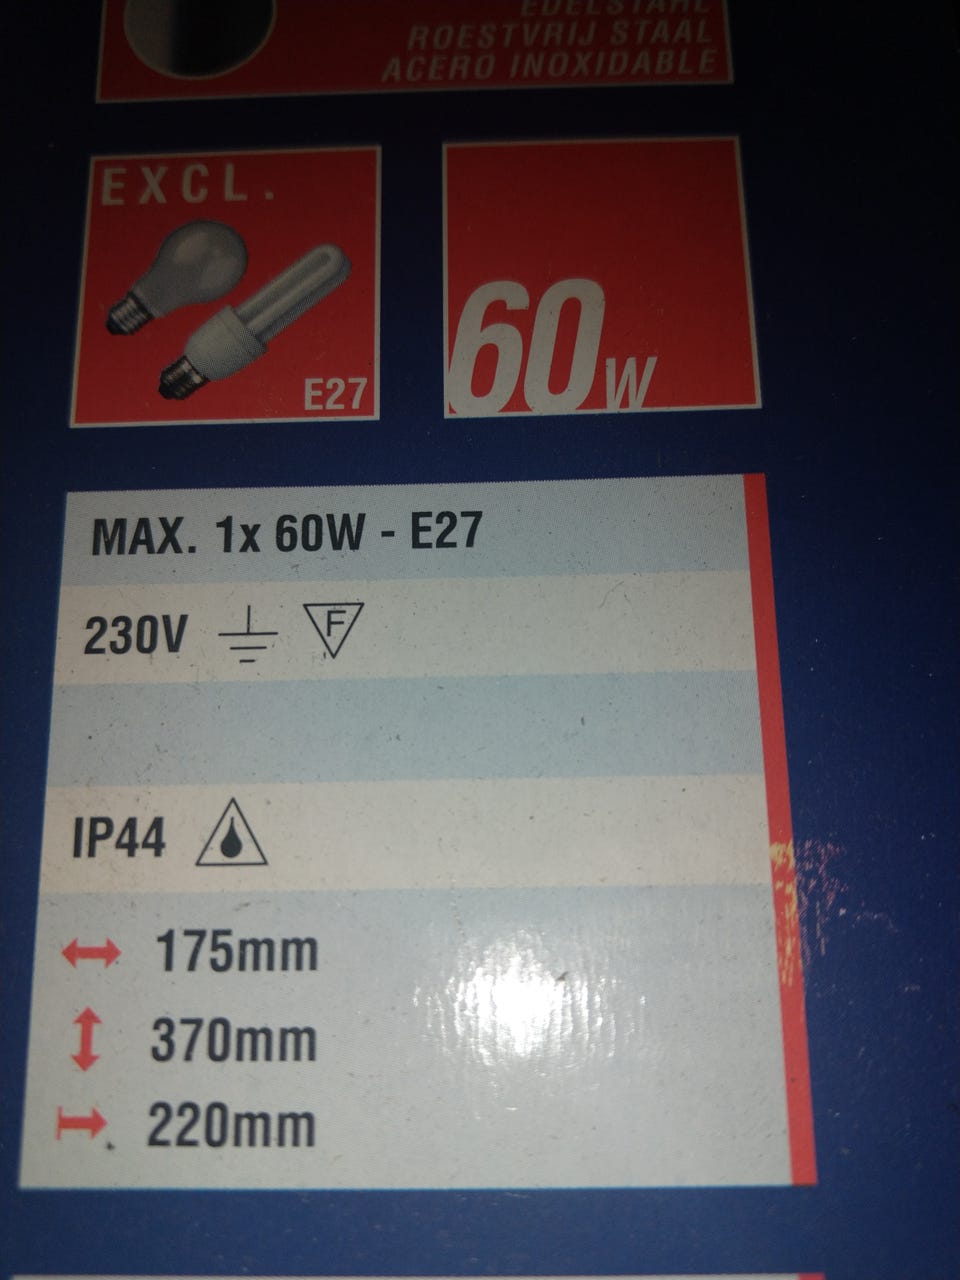 EDELSTAHL
ROESTVRIJ STAAL
ACERO INOXIDABLE
EXCL.
E27
60W
MAX. 1x 60W - E27
230V F
IP44
175mm
370mm
220mm